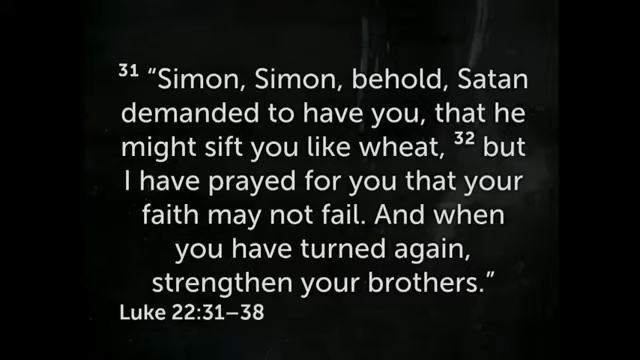 31 “Simon, Simon, behold, Satan
demanded to have you, that he
might sift you like wheat, 32 but
I have prayed for you that your
faith may not fail. And when
you have turned again,
strengthen your brothers.”
Luke 22:31–38